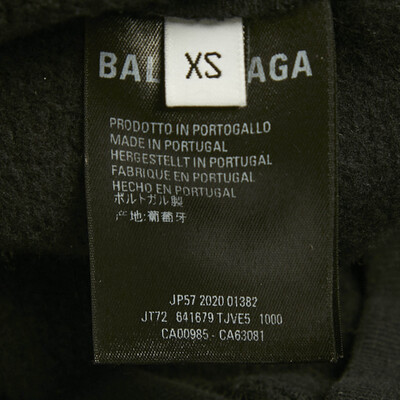 XS
BAL AGA
PRODOTTO IN PORTOGALLO
MADE IN PORTUGAL
HERGESTELLT IN PORTUGAL
FABRIQUE EN PORTUGAL
HECHO EN PORTUGAL
ポルトガル製
产地:葡萄牙
JP57 2020 01382
JT72 641679 TJVE5 1000
CA00985 - CA63081